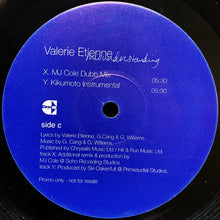 Valerie Etienne misunderstanding
X. MJ Cole Dubb Mix 05:30
Y. Kikumoto Instrumental 05:30
side c
Lyrics by Valerie Etienne, G.Cang & G. Williams.
Music by G. Cang & G. Williams.
Published by Chrysalis Music Ltd / Hit & Run Music Ltd.
track X: Additional remix & production by
MJ Cole @ Soho Recording Studios
track Y: Produced by Ski Oakenfull @ Primeaudial Studios.
Promo only - not for resale